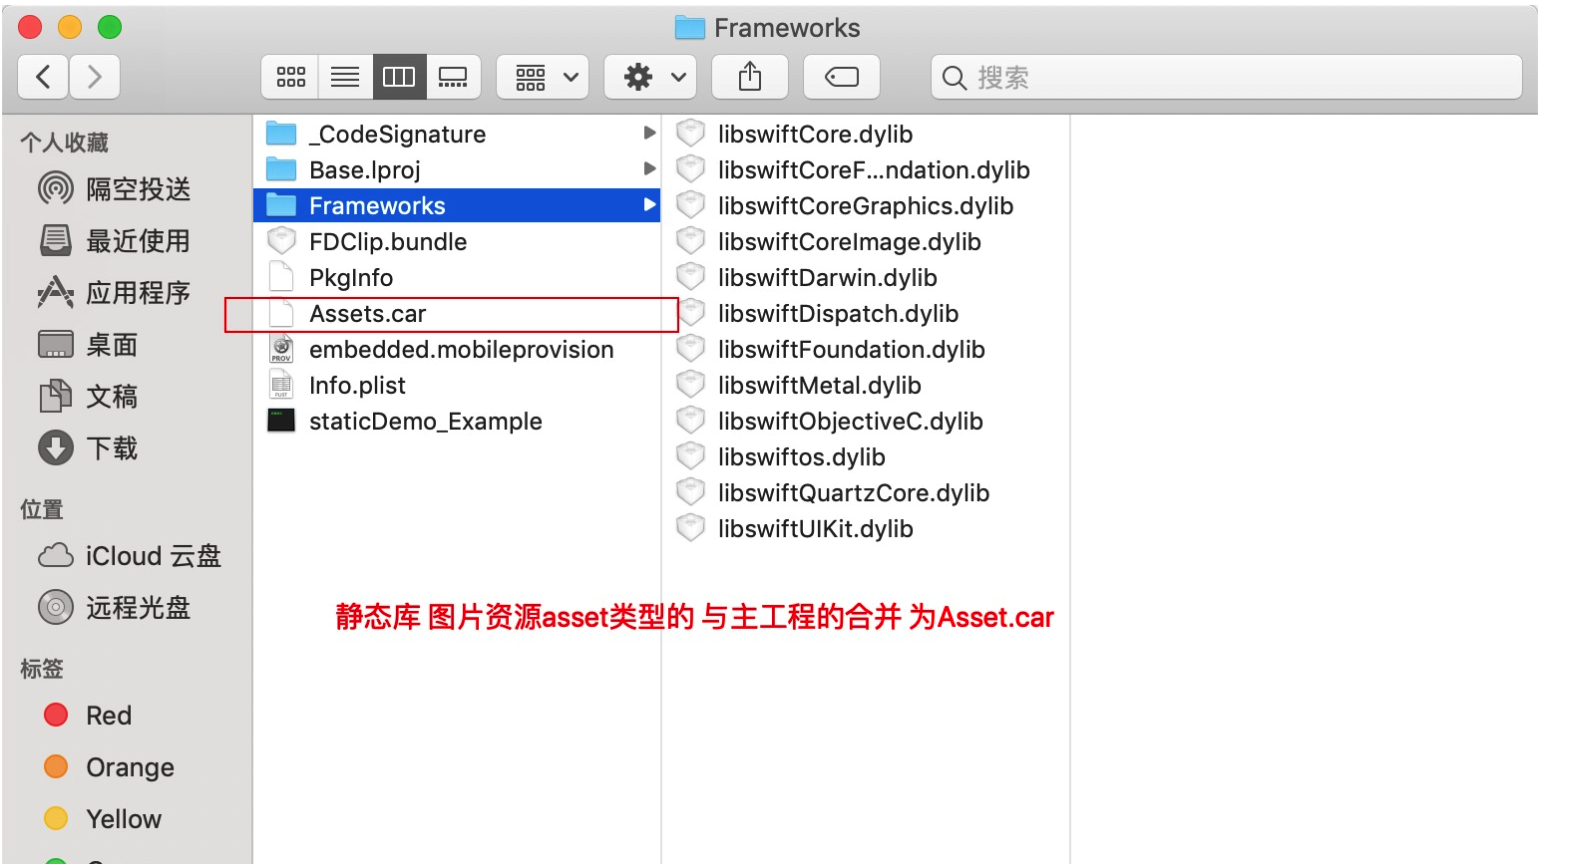 Frameworks
搜索
个人收藏
隔空投送
最近使用
应用程序
桌面
文稿
下载
位置
iCloud 云盘
远程光盘
标签
Red
Orange
Yellow
_CodeSignature
Base.lproj
Frameworks
FDClip.bundle
PkgInfo
Assets.car
embedded.mobileprovision
PROV
Info.plist
PLIST
staticDemo_Example
libswiftCore.dylib
libswiftCoreF...ndation.dylib
libswiftCoreGraphics.dylib
libswiftCoreImage.dylib
libswiftDarwin.dylib
libswiftDispatch.dylib
libswiftFoundation.dylib
libswiftMetal.dylib
libswiftObjectiveC.dylib
libswiftos.dylib
libswiftQuartzCore.dylib
libswiftUIKit.dylib
静态库 图片资源asset类型的 与主工程的合并 为Asset.car